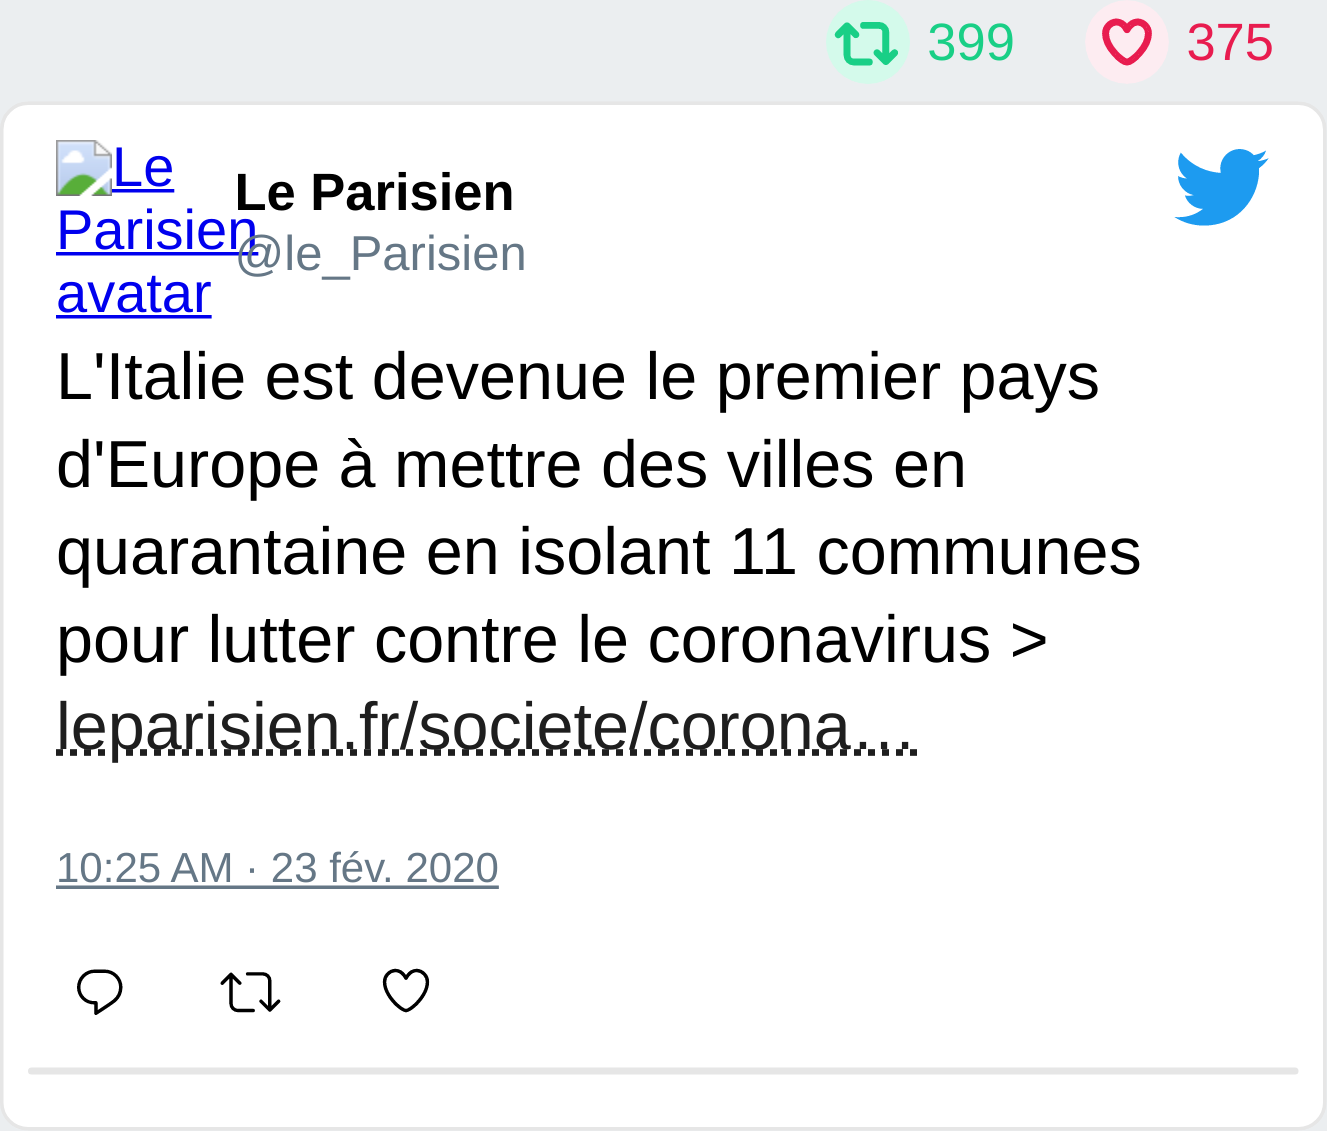 399 375
Le
Parisien
avatar
Le Parisien
@le_Parisien
L'Italie est devenue le premier pays
d'Europe à mettre des villes en
quarantaine en isolant 11 communes
pour lutter contre le coronavirus >
leparisien.fr/societe/corona…
10:25 AM · 23 fév. 2020